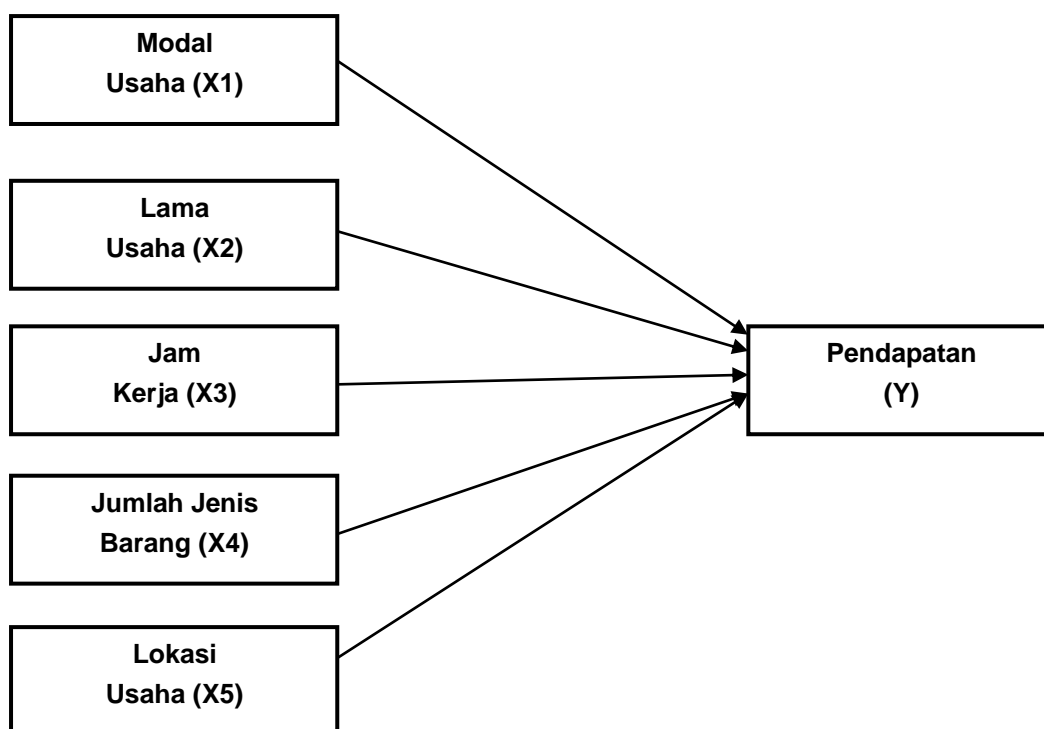 Modal
Usaha (X1)
Lama
Usaha (X2)
Jam
Kerja (X3)
Pendapatan
(Y)
Jumlah Jenis
Barang (X4)
Lokasi
Usaha (X5)